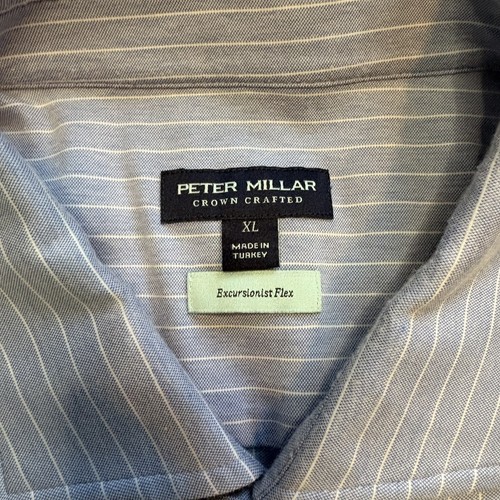 PETER MILLAR
CROWN CRAFTED
XL
MADE IN
TURKEY
Excursionist Flex